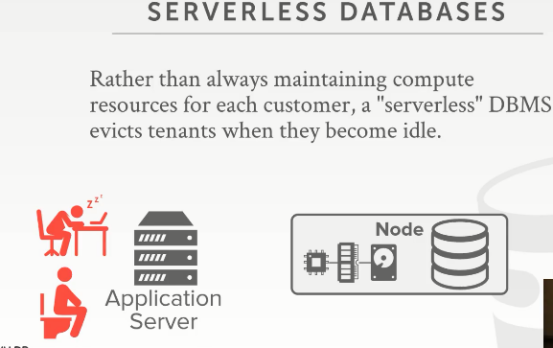 SERVERLESS DATABASES
Rather than always maintaining compute
resources for each customer, a "serverless" DBMS
evicts tenants when they become idle.
zzz
Node
Application
Server